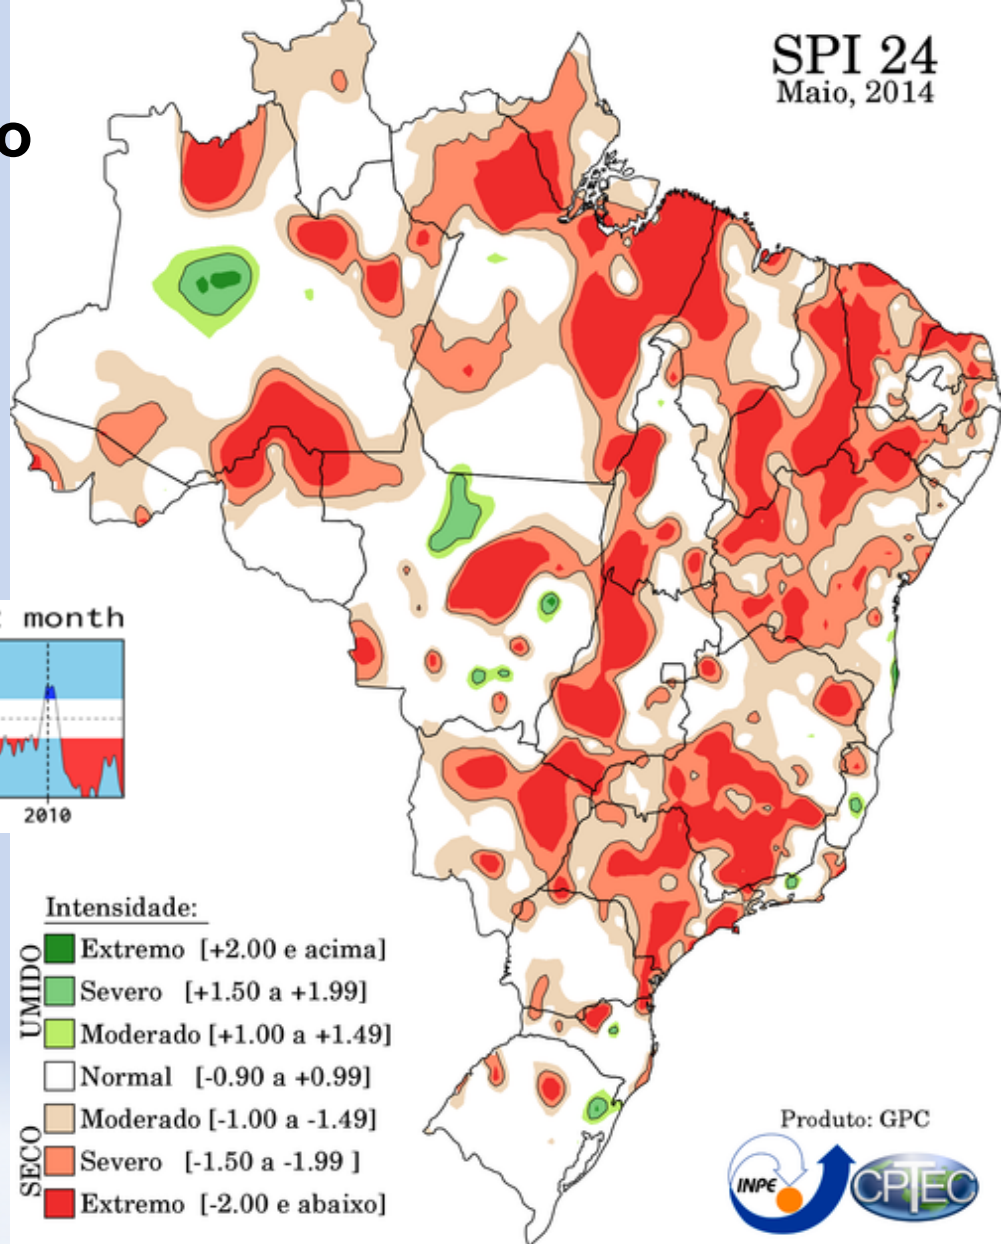 SPI 24
Maio, 2014
o
month
2010
Intensidade:
UMIDO
Extremo [+2.00 e acima]
Severo [+1.50 a +1.99]
Moderado [+1.00 a +1.49]
Normal [-0.90 a +0.99]
SECO
Moderado [-1.00 a -1.49]
Severo [-1.50 a -1.99 ]
Extremo [-2.00 e abaixo]
Produto: GPC
INPE
CPTEC